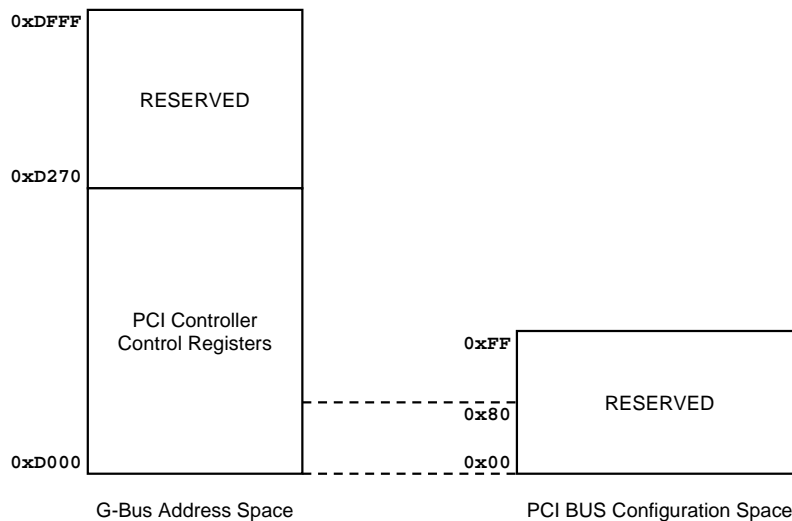 0xDFFF
RESERVED
0xD270
PCI Controller
Control Registers
0xFF
RESERVED
0x80
0xD000
0x00
G-Bus Address Space
PCI BUS Configuration Space